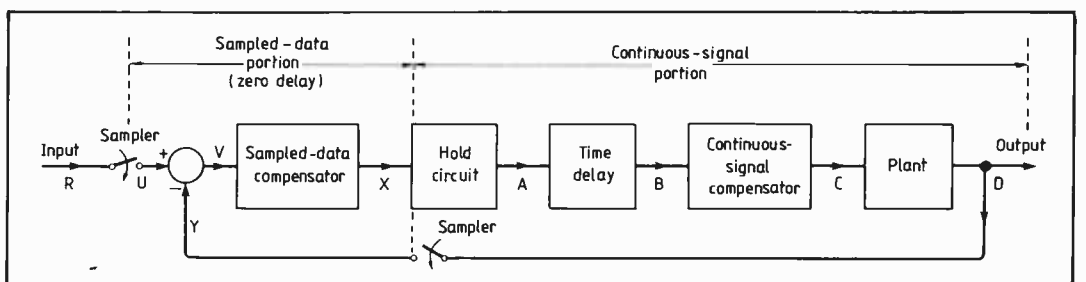 Sampled-data
portion
(zero delay)
Continuous-signal
portion
Input
R
Sampler
U
+
−
V
Sampled-data
compensator
X
Hold
circuit
A
Time
delay
B
Continuous-
signal
compensator
C
Plant
Output
D
Y
Sampler